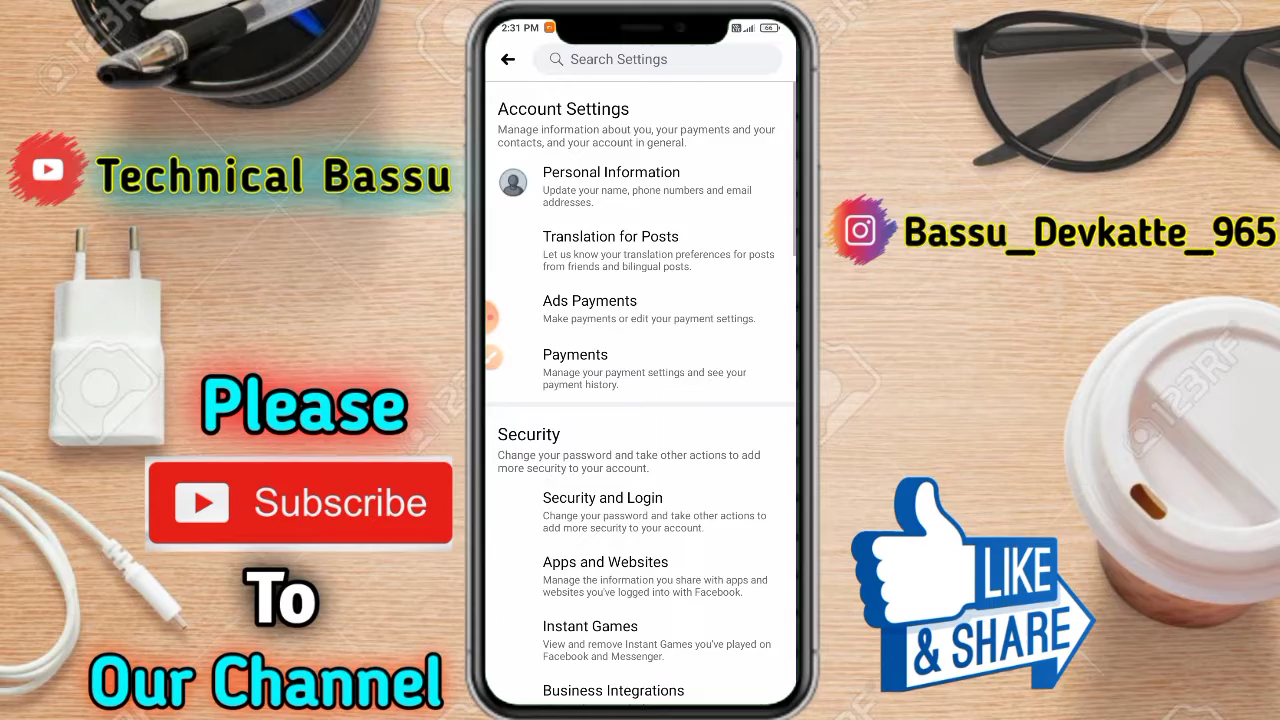 2:31 PM
66
Search Settings
Account Settings
Manage information about you, your payments and your
contacts, and your account in general.
Personal Information
Update your name, phone numbers and email
addresses.
Translation for Posts
Let us know your translation preferences for posts
from friends and bilingual posts.
Ads Payments
Make payments or edit your payment settings.
Payments
Manage your payment settings and see your
payment history.
Security
Change your password and take other actions to add
more security to your account.
Security and Login
Change your password and take other actions to
add more security to your account.
Apps and Websites
Manage the information you share with apps and
websites you've logged into with Facebook.
Instant Games
View and remove Instant Games you've played on
Facebook and Messenger.
Business Integrations
Technical Bassu
Please
Subscribe
To
Our Channel
Bassu_Devkatte_965
LIKE
& SHARE
123RF
123RF